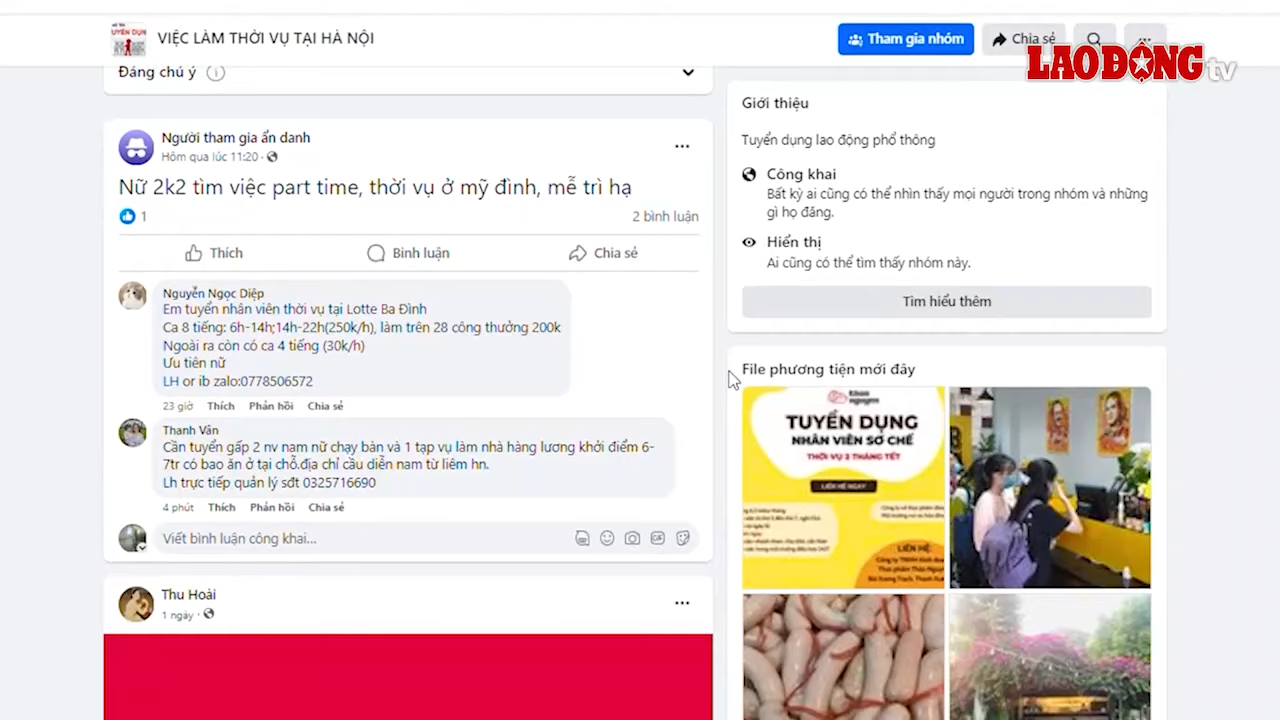 VIỆC LÀM THỜI VỤ TẠI HÀ NỘI
Tham gia nhóm
Chia sẻ
LAO ĐỘNG tv
Đáng chú ý
Người tham gia ẩn danh
Hôm qua lúc 11:20
Nữ 2k2 tìm việc part time, thời vụ ở mỹ đình, mễ trì hạ
1
2 bình luận
Thích
Bình luận
Chia sẻ
Nguyễn Ngọc Diệp
Em tuyển nhân viên thời vụ tại Lotte Ba Đình
Ca 8 tiếng: 6h-14h;14h-22h(250k/h), làm trên 28 công thưởng 200k
Ngoài ra còn có ca 4 tiếng (30k/h)
Ưu tiên nữ
LH or ib zalo:0778506572
23 giờ Thích Phản hồi Chia sẻ
Thanh Vân
Cần tuyển gấp 2 nv nam nữ chạy bàn và 1 tạp vụ làm nhà hàng lương khởi điểm 6-
7tr có bao ăn ở tại chỗ.địa chỉ cầu diễn nam từ liêm hn.
Lh trực tiếp quản lý sđt 0325716690
4 phút Thích Phản hồi Chia sẻ
Viết bình luận công khai...
GIF
Thu Hoài
1 ngày
Giới thiệu
Tuyển dụng lao động phổ thông
Công khai
Bất kỳ ai cũng có thể nhìn thấy mọi người trong nhóm và những
gì họ đăng.
Hiển thị
Ai cũng có thể tìm thấy nhóm này.
Tìm hiểu thêm
File phương tiện mới đây
TUYỂN DỤNG
NHÂN VIÊN SƠ CHẾ
THỜI VỤ 2 THÁNG TẾT
LIÊN HỆ NGAY
LIÊN HỆ: